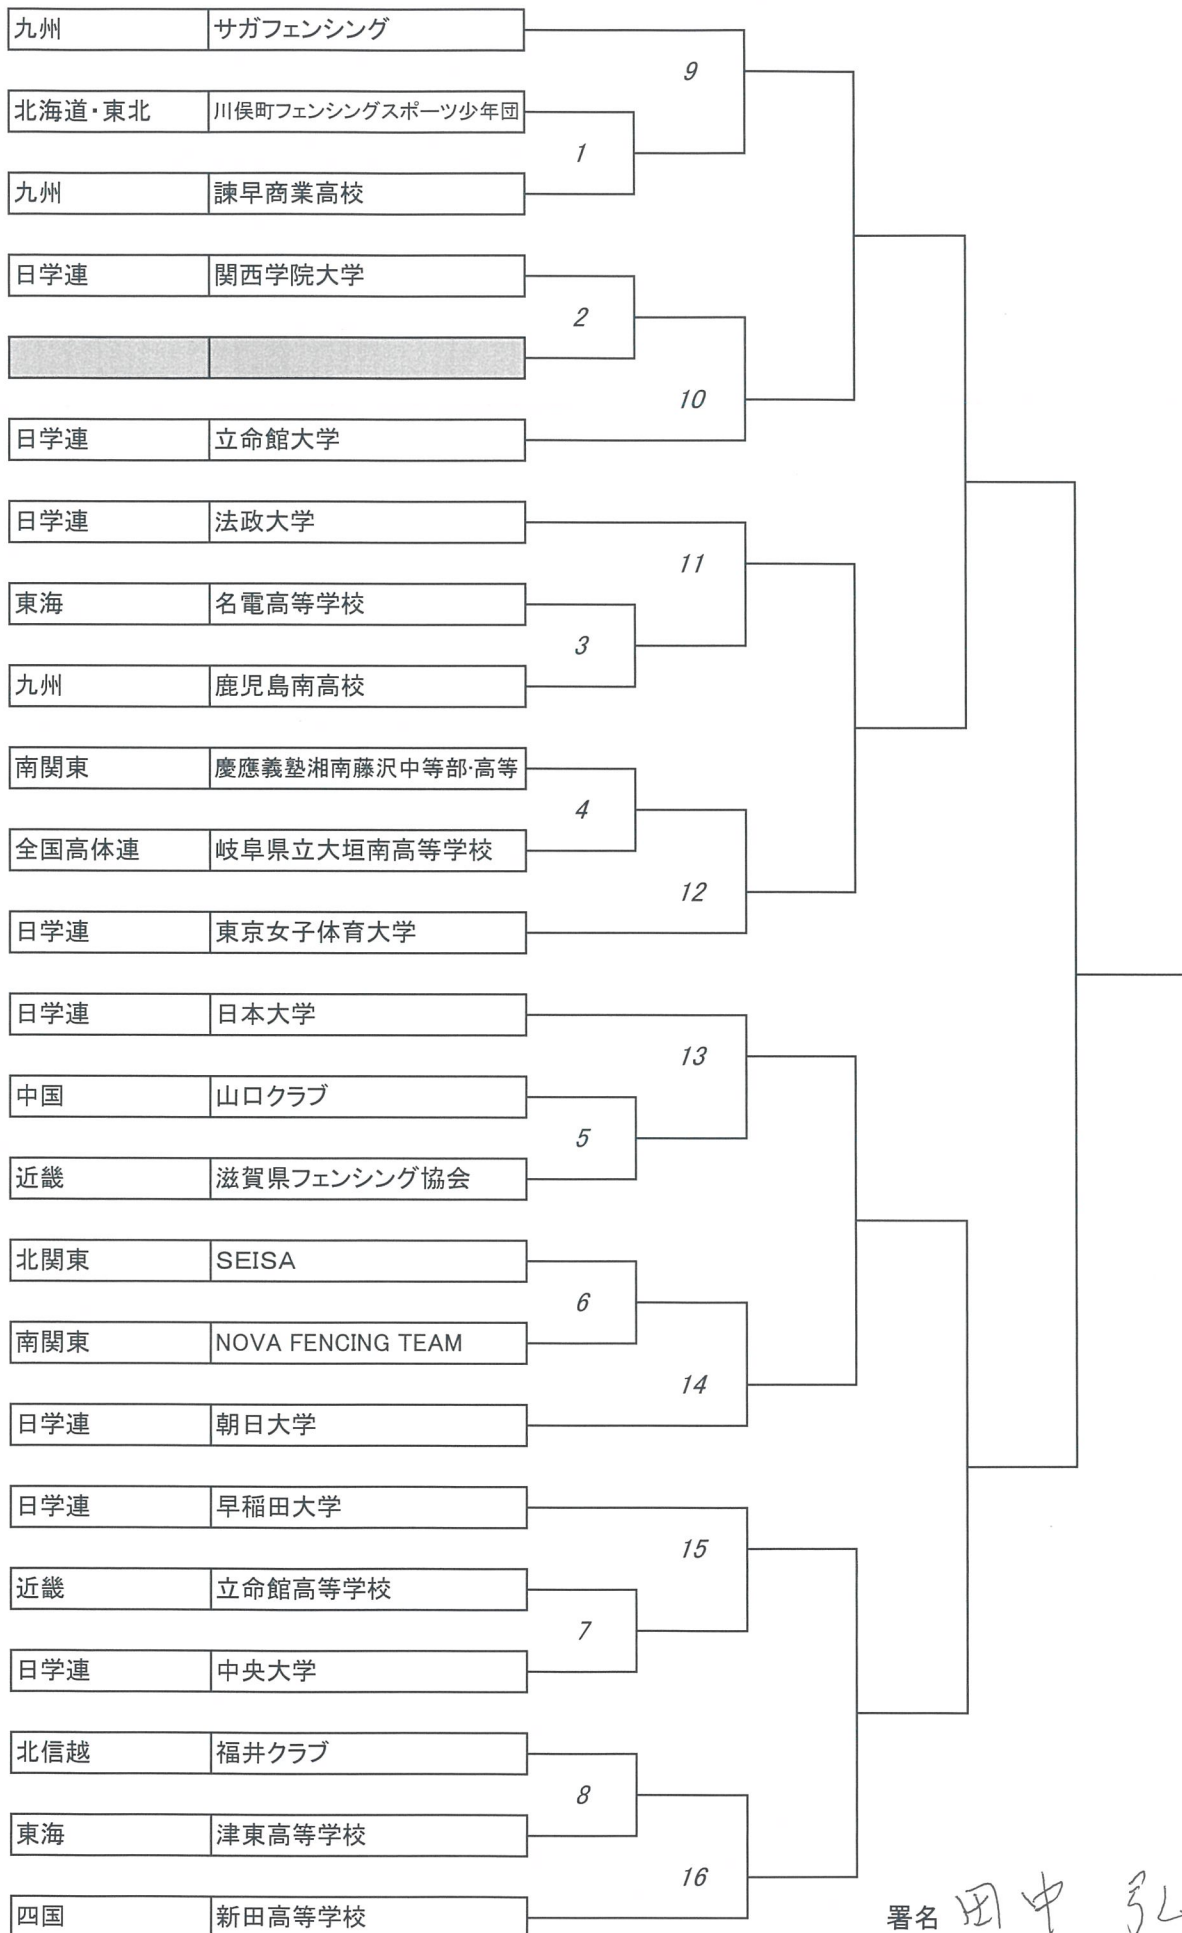 九州 サガフェンシング
9
北海道・東北 川俣町フェンシングスポーツ少年団
1
九州 諫早商業高校
日学連 関西学院大学
2
10
日学連 立命館大学
日学連 法政大学
11
東海 名電高等学校
3
九州 鹿児島南高校
南関東 慶應義塾湘南藤沢中等部・高等
4
全国高体連 岐阜県立大垣南高等学校
12
日学連 東京女子体育大学
日学連 日本大学
13
中国 山口クラブ
5
近畿 滋賀県フェンシング協会
北関東 SEISA
6
南関東 NOVA FENCING TEAM
14
日学連 朝日大学
日学連 早稲田大学
15
近畿 立命館高等学校
7
日学連 中央大学
北信越 福井クラブ
8
東海 津東高等学校
16
四国 新田高等学校
署名 田中 弘